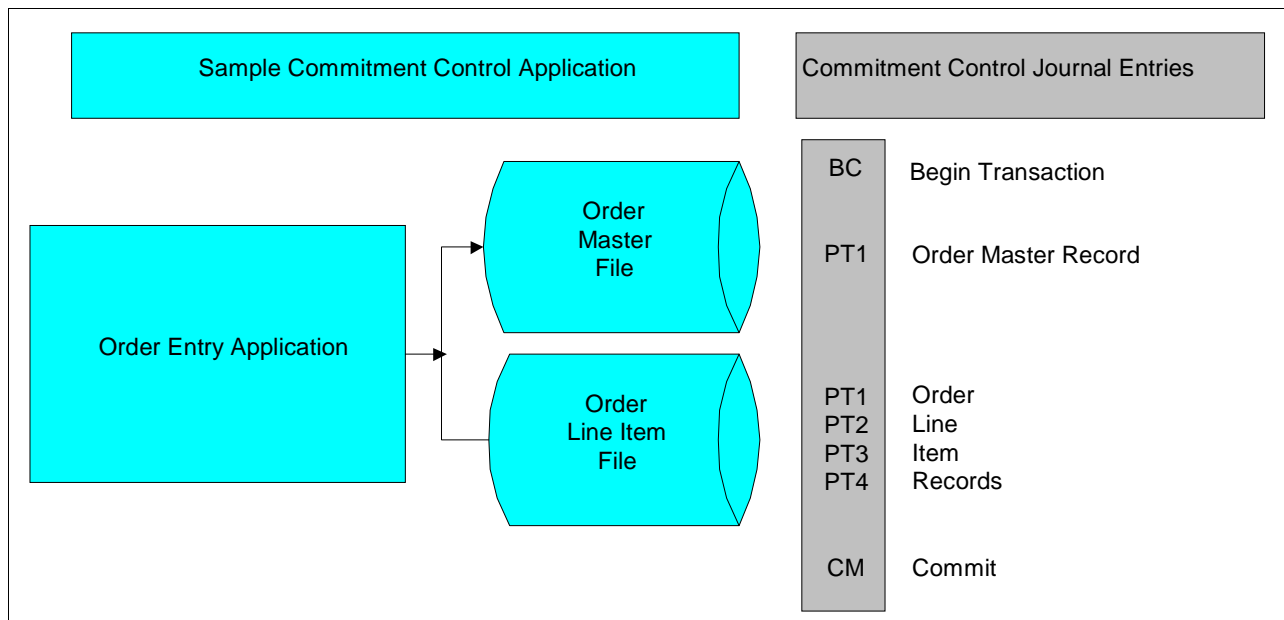 Sample Commitment Control Application
Commitment Control Journal Entries
Order Entry Application
Order
Master
File
Order
Line Item
File
BC Begin Transaction
PT1 Order Master Record
PT1 Order
PT2 Line
PT3 Item
PT4 Records
CM Commit